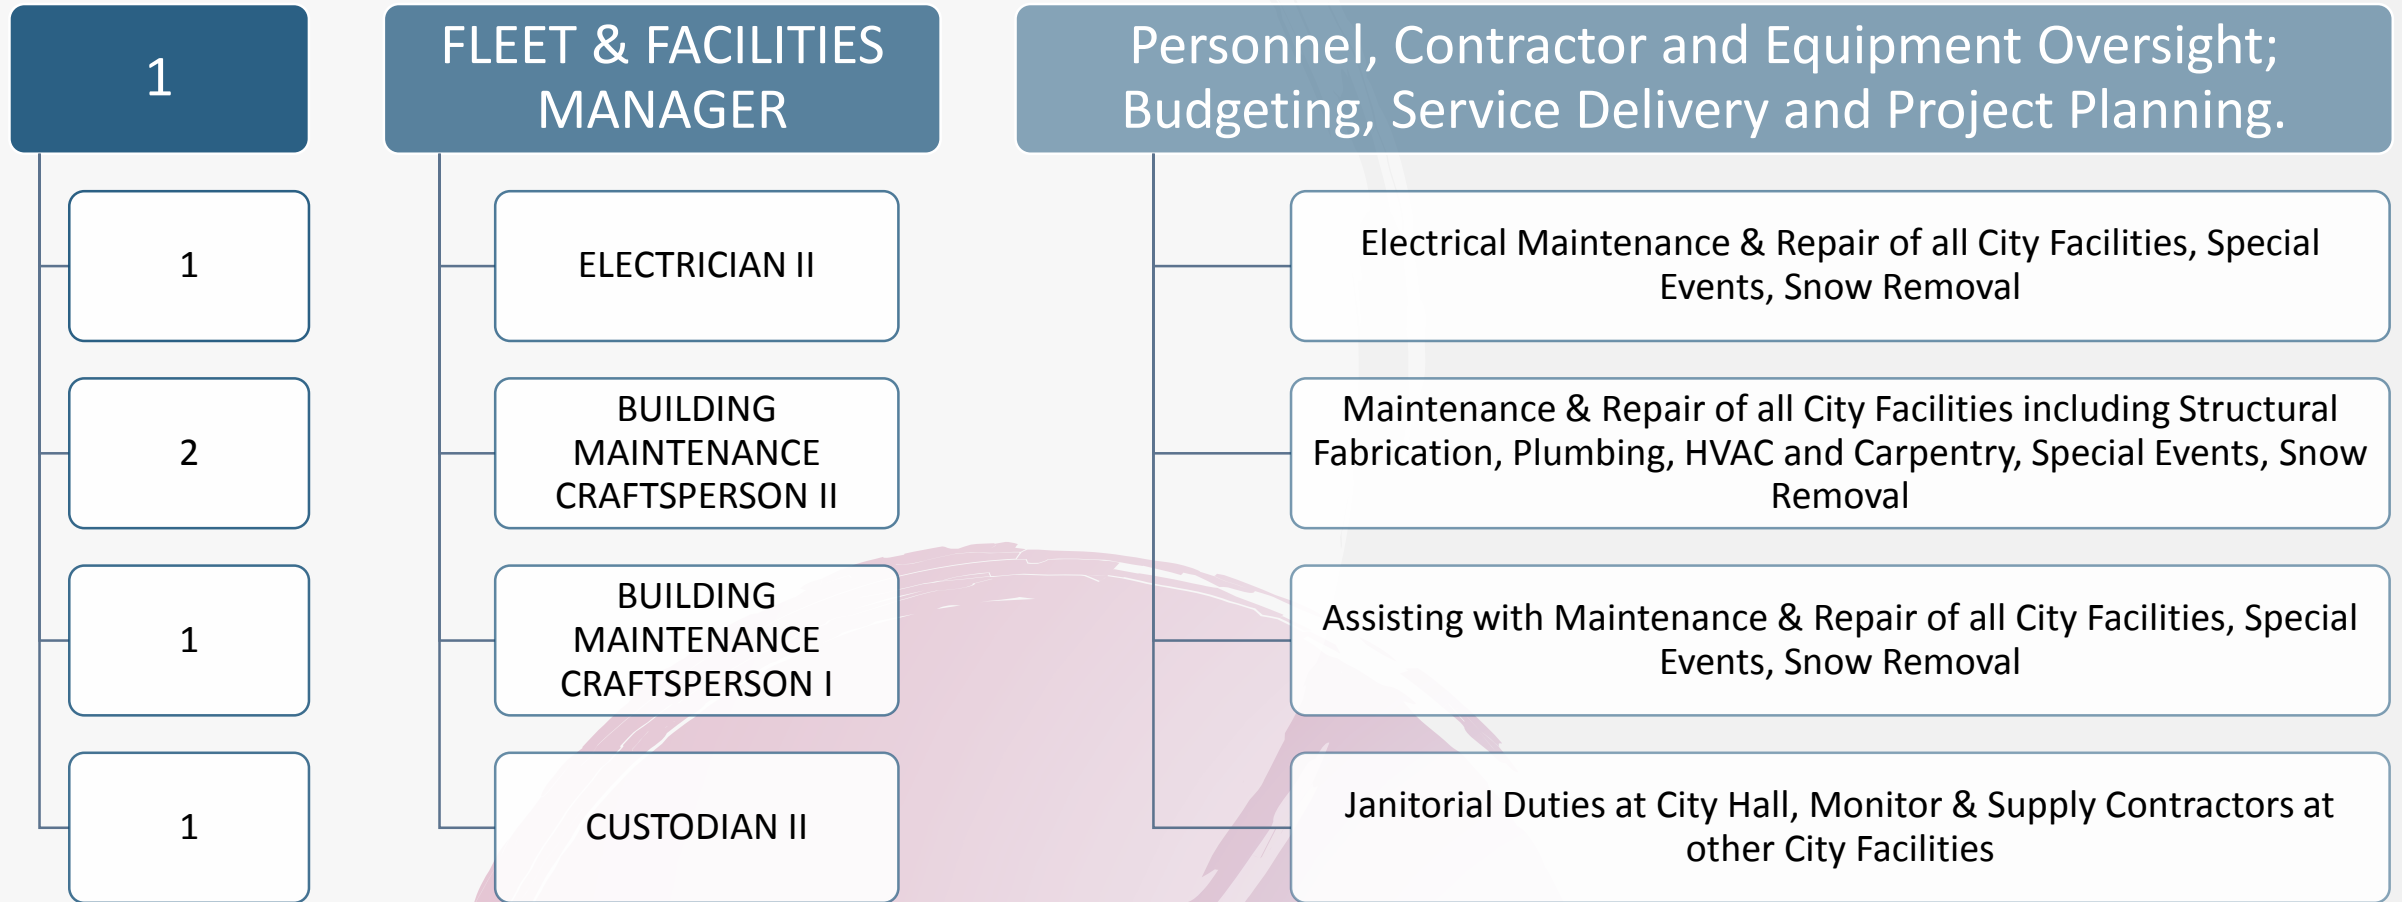 1
FLEET & FACILITIES
MANAGER
Personnel, Contractor and Equipment Oversight;
Budgeting, Service Delivery and Project Planning.
1
ELECTRICIAN II
Electrical Maintenance & Repair of all City Facilities, Special
Events, Snow Removal
2
BUILDING
MAINTENANCE
CRAFTSPERSON II
Maintenance & Repair of all City Facilities including Structural
Fabrication, Plumbing, HVAC and Carpentry, Special Events, Snow
Removal
1
BUILDING
MAINTENANCE
CRAFTSPERSON I
Assisting with Maintenance & Repair of all City Facilities, Special
Events, Snow Removal
1
CUSTODIAN II
Janitorial Duties at City Hall, Monitor & Supply Contractors at
other City Facilities